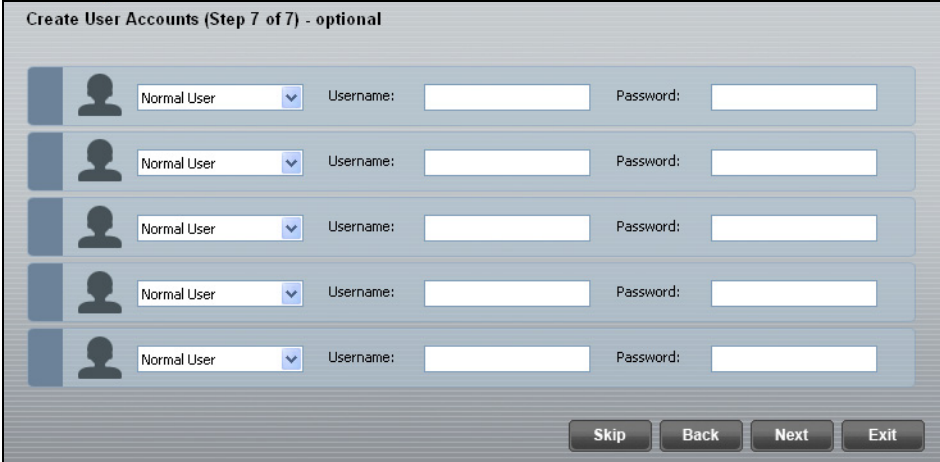 Create User Accounts (Step 7 of 7) - optional
Normal User Username: Password:
Normal User Username: Password:
Normal User Username: Password:
Normal User Username: Password:
Normal User Username: Password:
Skip Back Next Exit